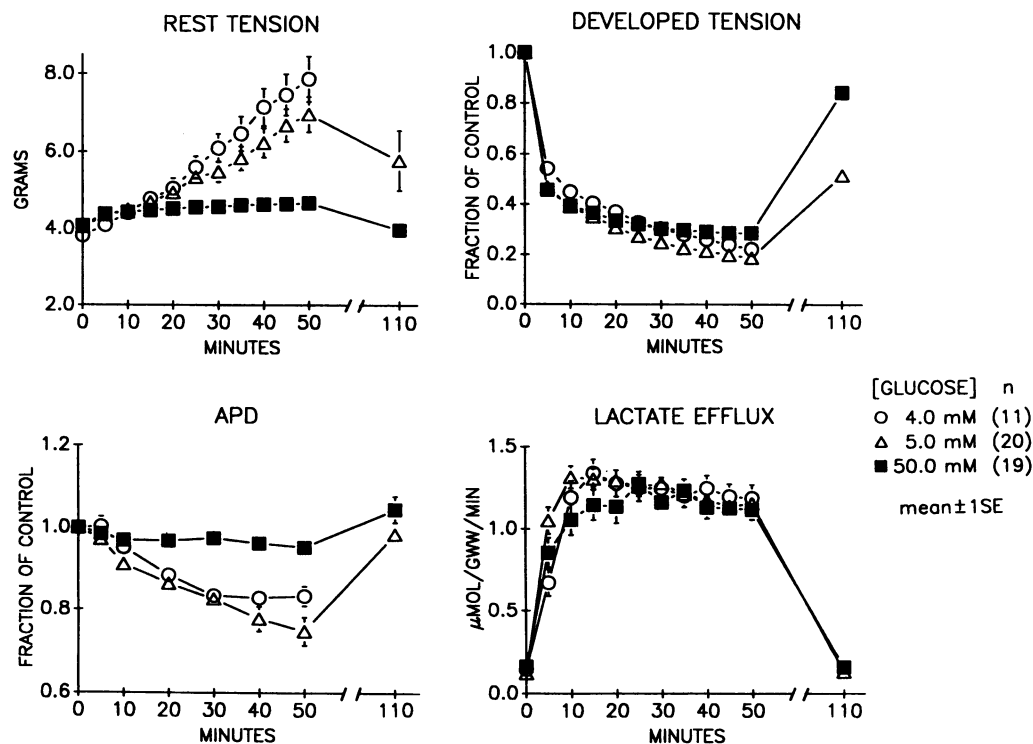 REST TENSION
GRAMS
8.0
6.0
4.0
2.0
0 10 20 30 40 50 110
MINUTES
DEVELOPED TENSION
FRACTION OF CONTROL
1.0
0.8
0.6
0.4
0.2
0.0
0 10 20 30 40 50 110
MINUTES
APD
FRACTION OF CONTROL
1.2
1.0
0.8
0.6
0 10 20 30 40 50 110
MINUTES
LACTATE EFFLUX
μMOL/GWW/MIN
1.5
1.0
0.5
0.0
0 10 20 30 40 50 110
MINUTES
[GLUCOSE] n
4.0 mM (11)
5.0 mM (20)
50.0 mM (19)
mean±1SE